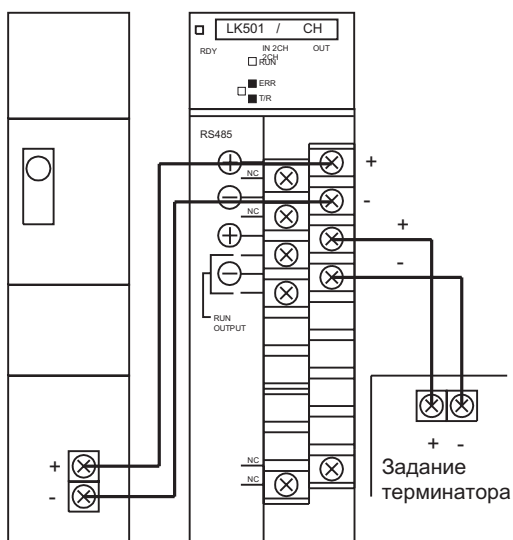 LK501 / CH
RDY
IN 2CH OUT
2CH
RUN
ERR
T/R
RS485
+
NC
-
NC
+
-
RUN
OUTPUT
+
-
+ -
NC
NC
Задание
терминатора